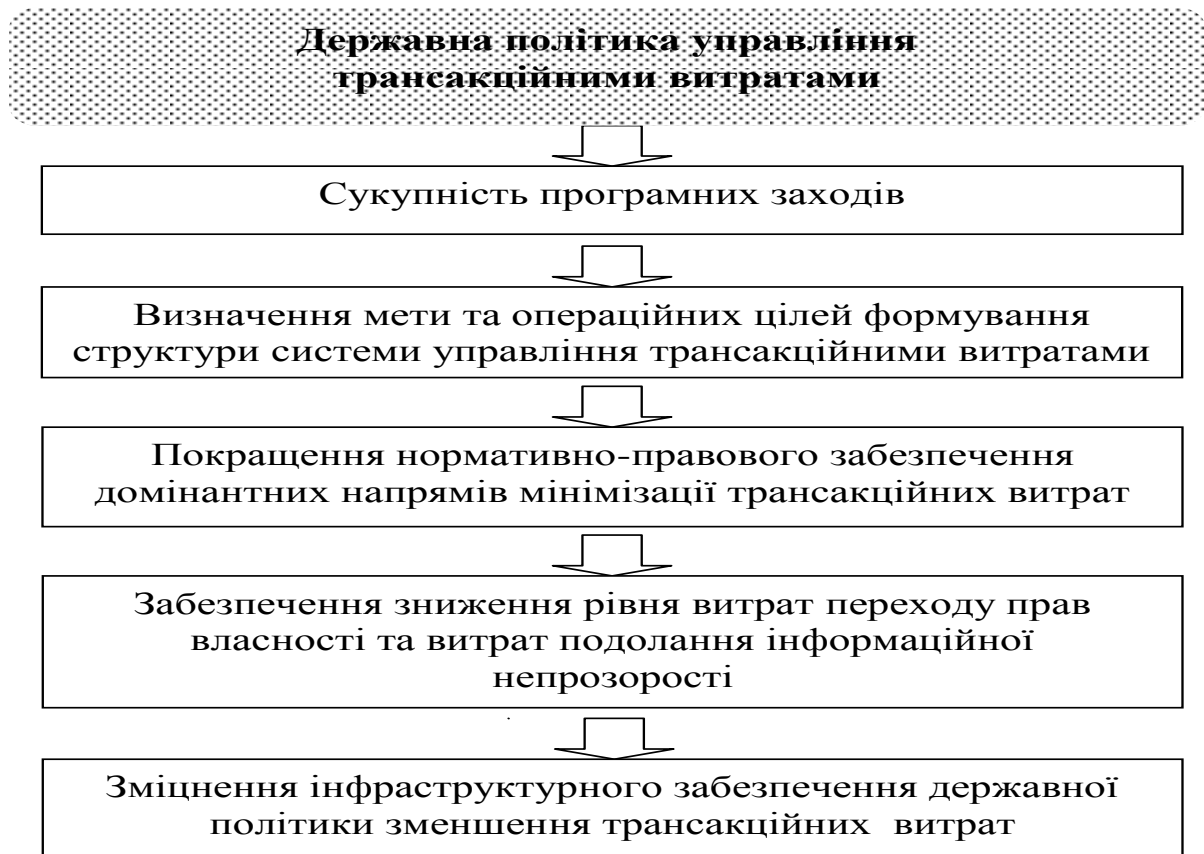 Державна політика управління
трансакційними витратами
Сукупність програмних заходів
Визначення мети та операційних цілей формування
структури системи управління трансакційними витратами
Покращення нормативно-правового забезпечення
домінантних напрямів мінімізації трансакційних витрат
Забезпечення зниження рівня витрат переходу прав
власності та витрат подолання інформаційної
непрозорості
Зміцнення інфраструктурного забезпечення державної
політики зменшення трансакційних витрат